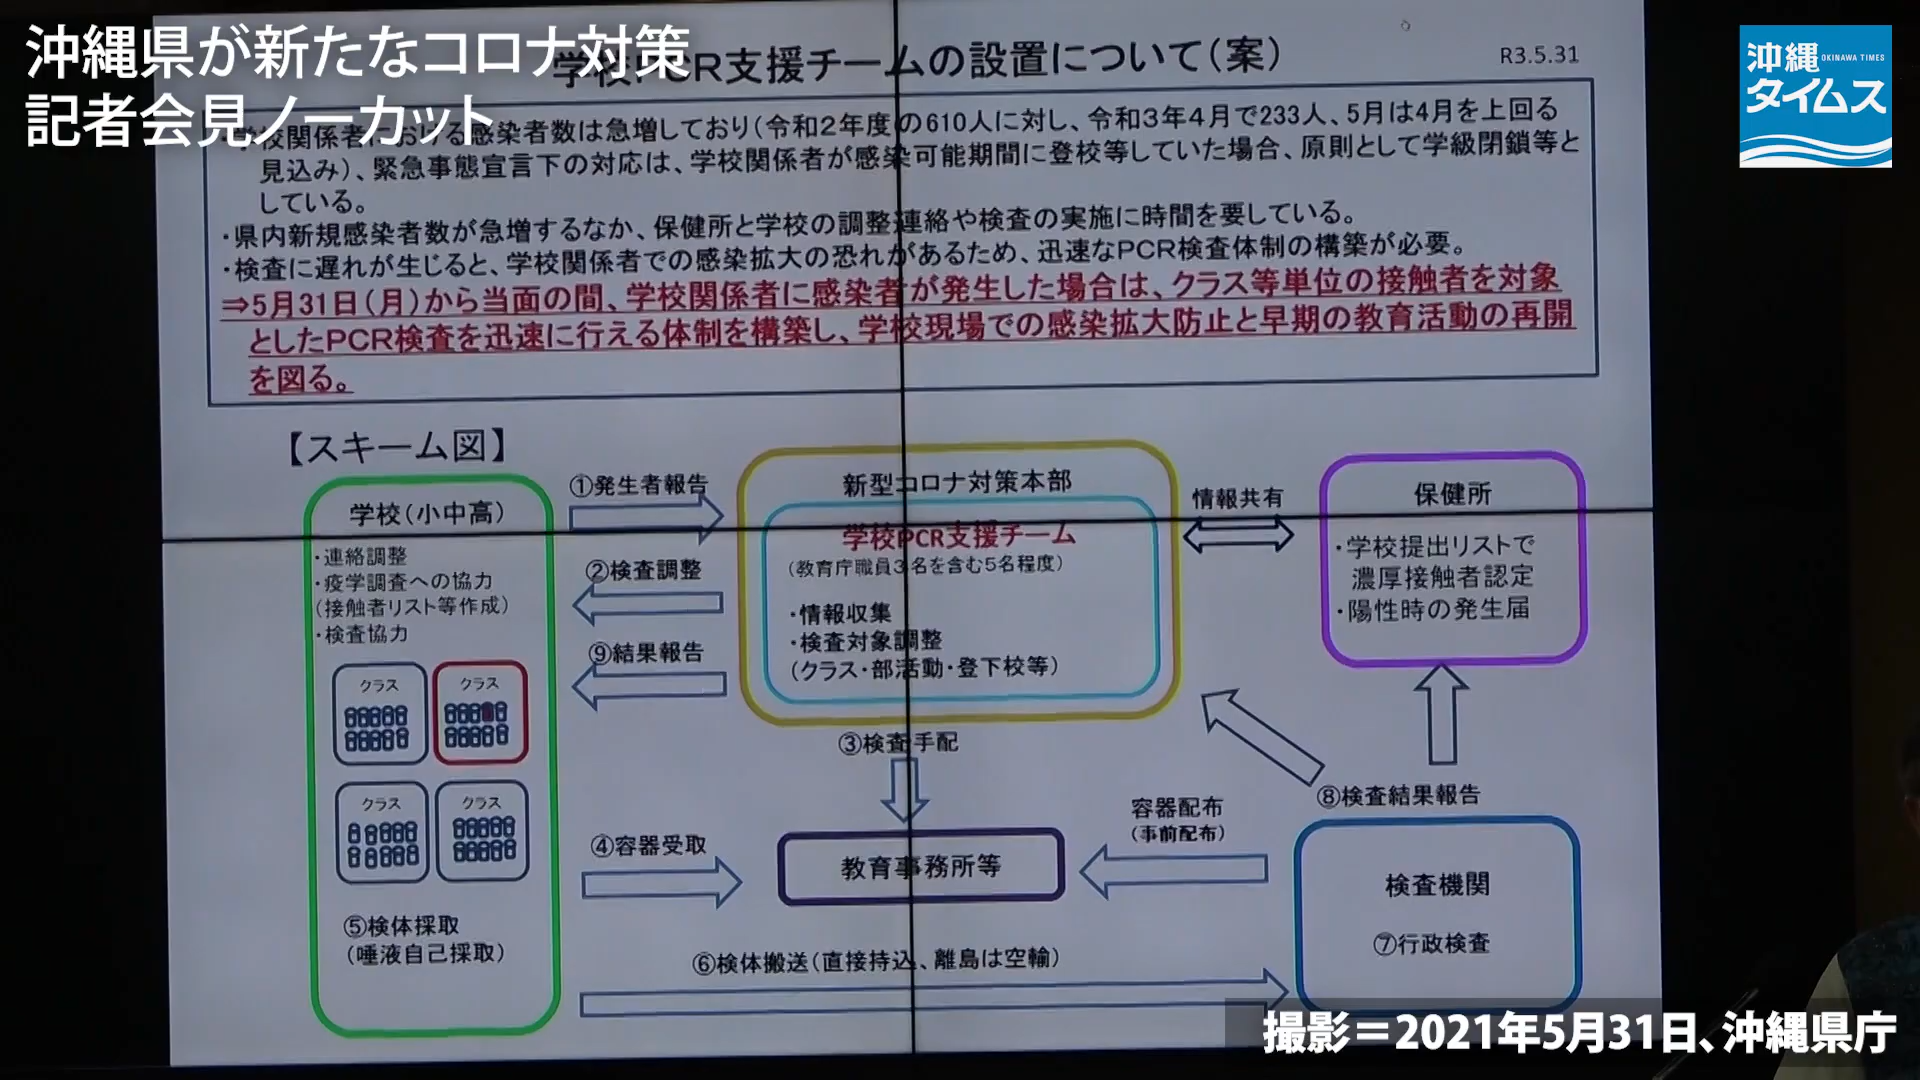 沖縄県が新たなコロナ対策
記者会見ノーカット
沖縄
OKINAWA TIMES
タイムス
学校PCR支援チームの設置について（案）
R3.5.31
・学校関係者における感染者数は急増しており（令和２年度の610人に対し、令和３年４月で233人、5月は4月を上回る
見込み）、緊急事態宣言下の対応は、学校関係者が感染可能期間に登校等していた場合、原則として学級閉鎖等と
している。
・県内新規感染者数が急増するなか、保健所と学校の調整連絡や検査の実施に時間を要している。
・検査に遅れが生じると、学校関係者での感染拡大の恐れがあるため、迅速なPCR検査体制の構築が必要。
⇒5月31日（月）から当面の間、学校関係者に感染者が発生した場合は、クラス等単位の接触者を対象
としたPCR検査を迅速に行える体制を構築し、学校現場での感染拡大防止と早期の教育活動の再開
を図る。
【スキーム図】
学校（小中高）
・連絡調整
・疫学調査への協力
（接触者リスト等作成）
・検査協力
クラス
クラス
クラス
クラス
⑤検体採取
（唾液自己採取）
①発生者報告
②検査調整
⑨結果報告
新型コロナ対策本部
学校PCR支援チーム
（教育庁職員３名を含む５名程度）
・情報収集
・検査対象調整
（クラス・部活動・登下校等）
情報共有
保健所
・学校提出リストで
濃厚接触者認定
・陽性時の発生届
③検査手配
④容器受取
教育事務所等
容器配布
（事前配布）
⑧検査結果報告
検査機関
⑦行政検査
⑥検体搬送（直接持込、離島は空輸）
撮影＝2021年5月31日、沖縄県庁